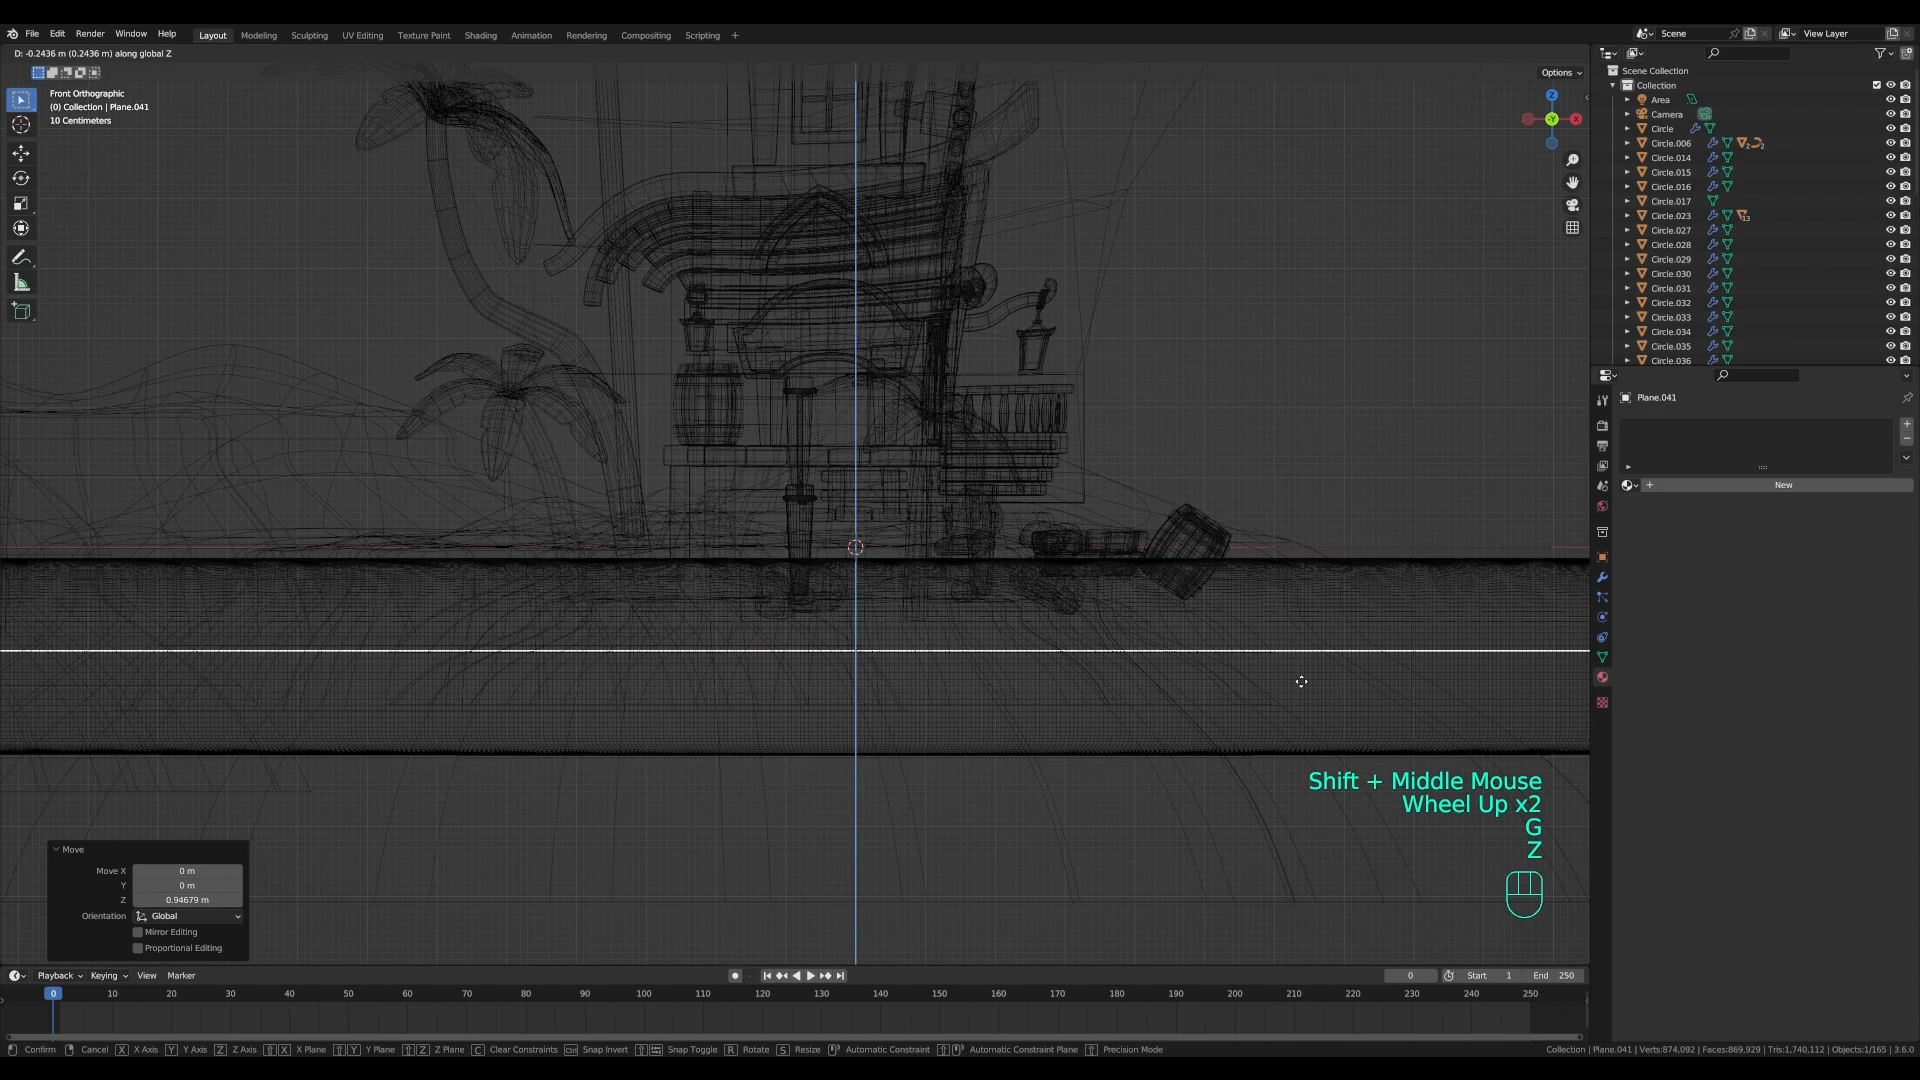 File Edit Render Window Help Layout Modeling Sculpting UV Editing Texture Paint Shading Animation Rendering Compositing Scripting + Scene View Layer
D: -0.2436 m (0.2436 m) along global Z
Options
Front Orthographic
(0) Collection | Plane.041
10 Centimeters
Z
-Y
X
Scene Collection
Collection
Area
Camera
Circle
Circle.006 2 2
Circle.014
Circle.015
Circle.016
Circle.017
Circle.023 13
Circle.027
Circle.028
Circle.029
Circle.030
Circle.031
Circle.032
Circle.033
Circle.034
Circle.035
Circle.036
Plane.041
+ New
Shift + Middle Mouse
Wheel Up x2
G
Z
Move
Move X 0 m
Y 0 m
Z 0.94679 m
Orientation Global
Mirror Editing
Proportional Editing
Playback Keying View Marker 0 Start 1 End 250
0 10 20 30 40 50 60 70 80 90 100 110 120 130 140 150 160 170 180 190 200 210 220 230 240 250
Confirm Cancel X X Axis Y Y Axis Z Z Axis X X Plane Y Y Plane Z Z Plane C Clear Constraints Ctrl Snap Invert Snap Toggle R Rotate S Resize Automatic Constraint Automatic Constraint Plane Precision Mode Collection | Plane.041 | Verts:874,092 | Faces:869,929 | Tris:1,740,112 | Objects:1/165 | 3.6.0